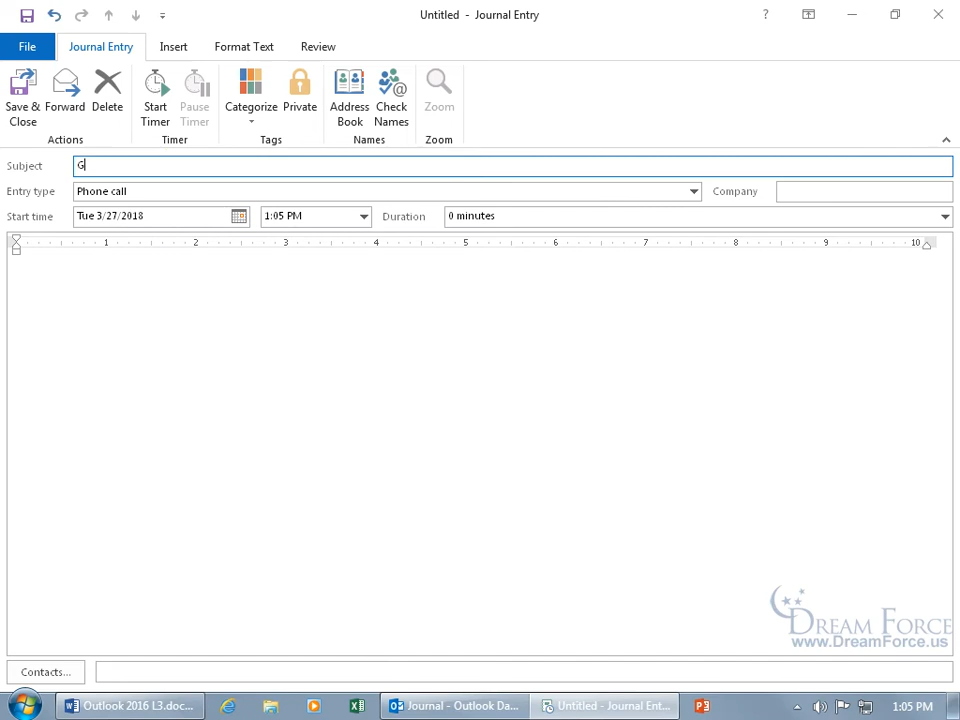 Untitled - Journal Entry
?
File
Journal Entry
Insert
Format Text
Review
Save & Close
Forward
Delete
Start Timer
Pause Timer
Categorize
Private
Address Book
Check Names
Zoom
Actions
Timer
Tags
Names
Zoom
Subject
G
Entry type
Phone call
Company
Start time
Tue 3/27/2018
1:05 PM
Duration
0 minutes
1 2 3 4 5 6 7 8 9 10
DREAM FORCE
www.DreamForce.us
Contacts...
Outlook 2016 L3.doc...
Journal - Outlook Da...
Untitled - Journal Ent...
1:05 PM